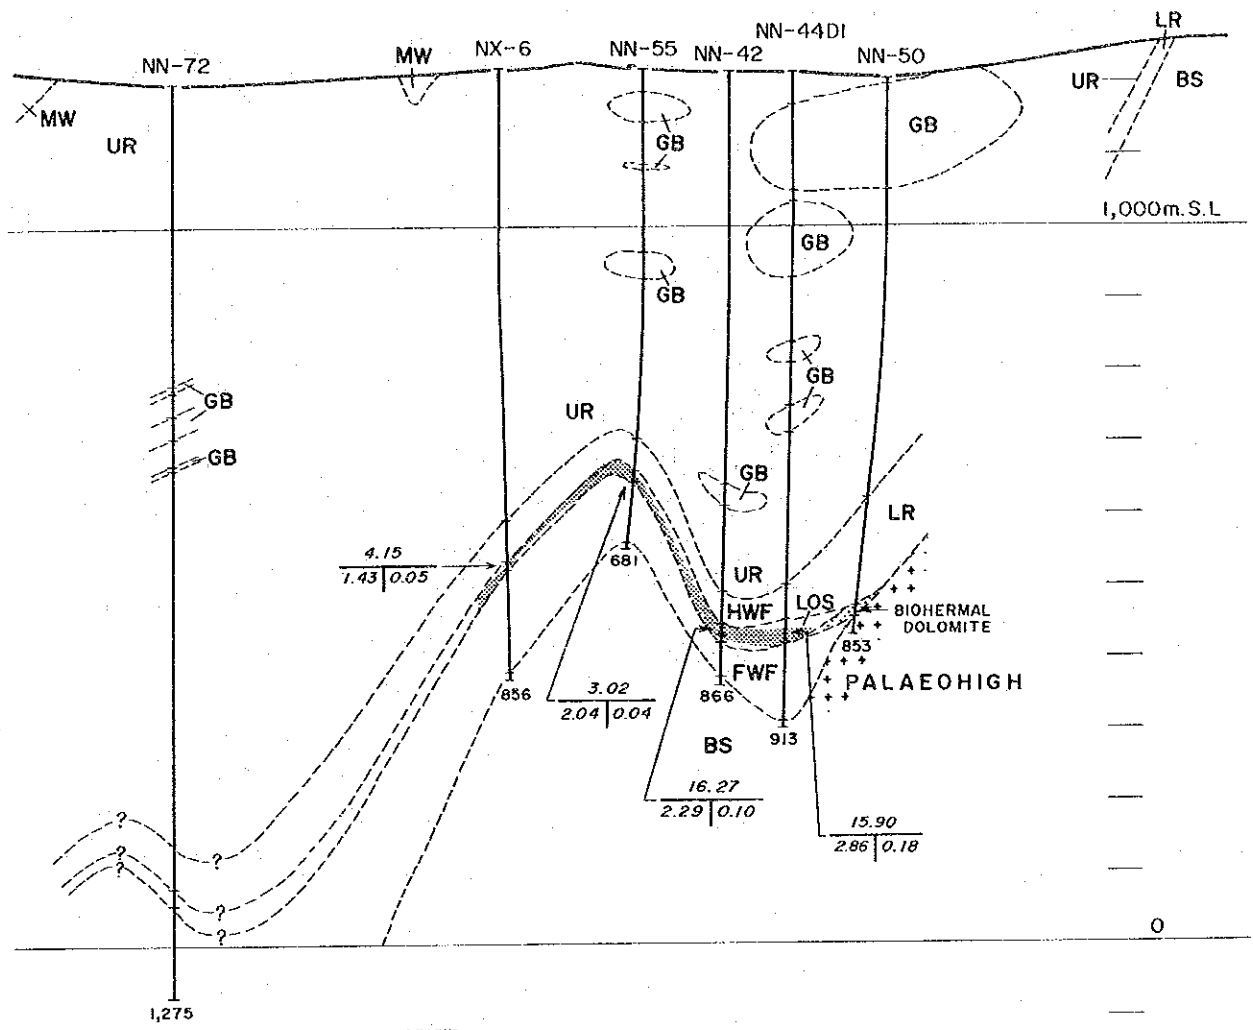 LR
NN-44D1
NN-72
MW
NX-6
NN-55
NN-42
NN-50
MW
UR
GB
GB
UR
BS
1,000m. S.L
GB
GB
GB
GB
GB
UR
GB
LR
4.15
1.43 0.05
681
UR
HWF
LOS
BIOHERMAL
DOLOMITE
853
FWF
PALAEOHIGH
856
866
3.02
2.04 0.04
BS
913
16.27
2.29 0.10
15.90
2.86 0.18
?
?
?
?
?
?
0
1,275